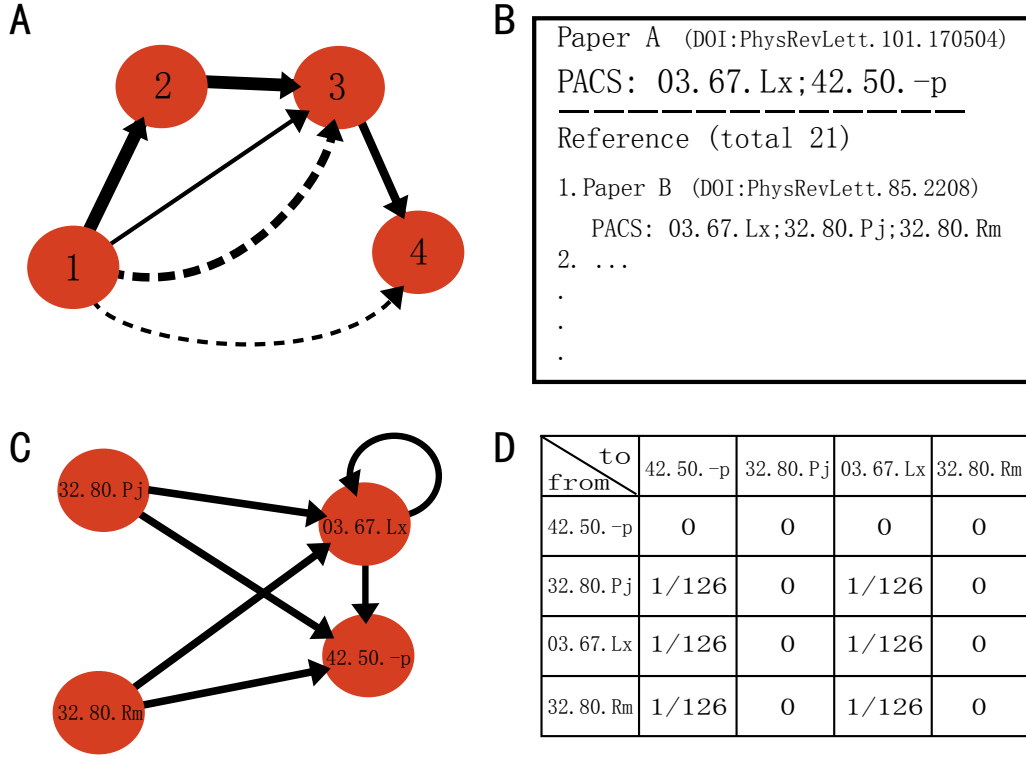 A
1
2
3
4
B
Paper A (DOI:PhysRevLett.101.170504)
PACS: 03.67.Lx;42.50.-p
Reference (total 21)
1.Paper B (DOI:PhysRevLett.85.2208)
PACS: 03.67.Lx;32.80.Pj;32.80.Rm
2. ...
.
.
.
C
32.80.Pj
03.67.Lx
42.50.-p
32.80.Rm
D
to
from 42.50.-p 32.80.Pj 03.67.Lx 32.80.Rm
42.50.-p 0 0 0 0
32.80.Pj 1/126 0 1/126 0
03.67.Lx 1/126 0 1/126 0
32.80.Rm 1/126 0 1/126 0